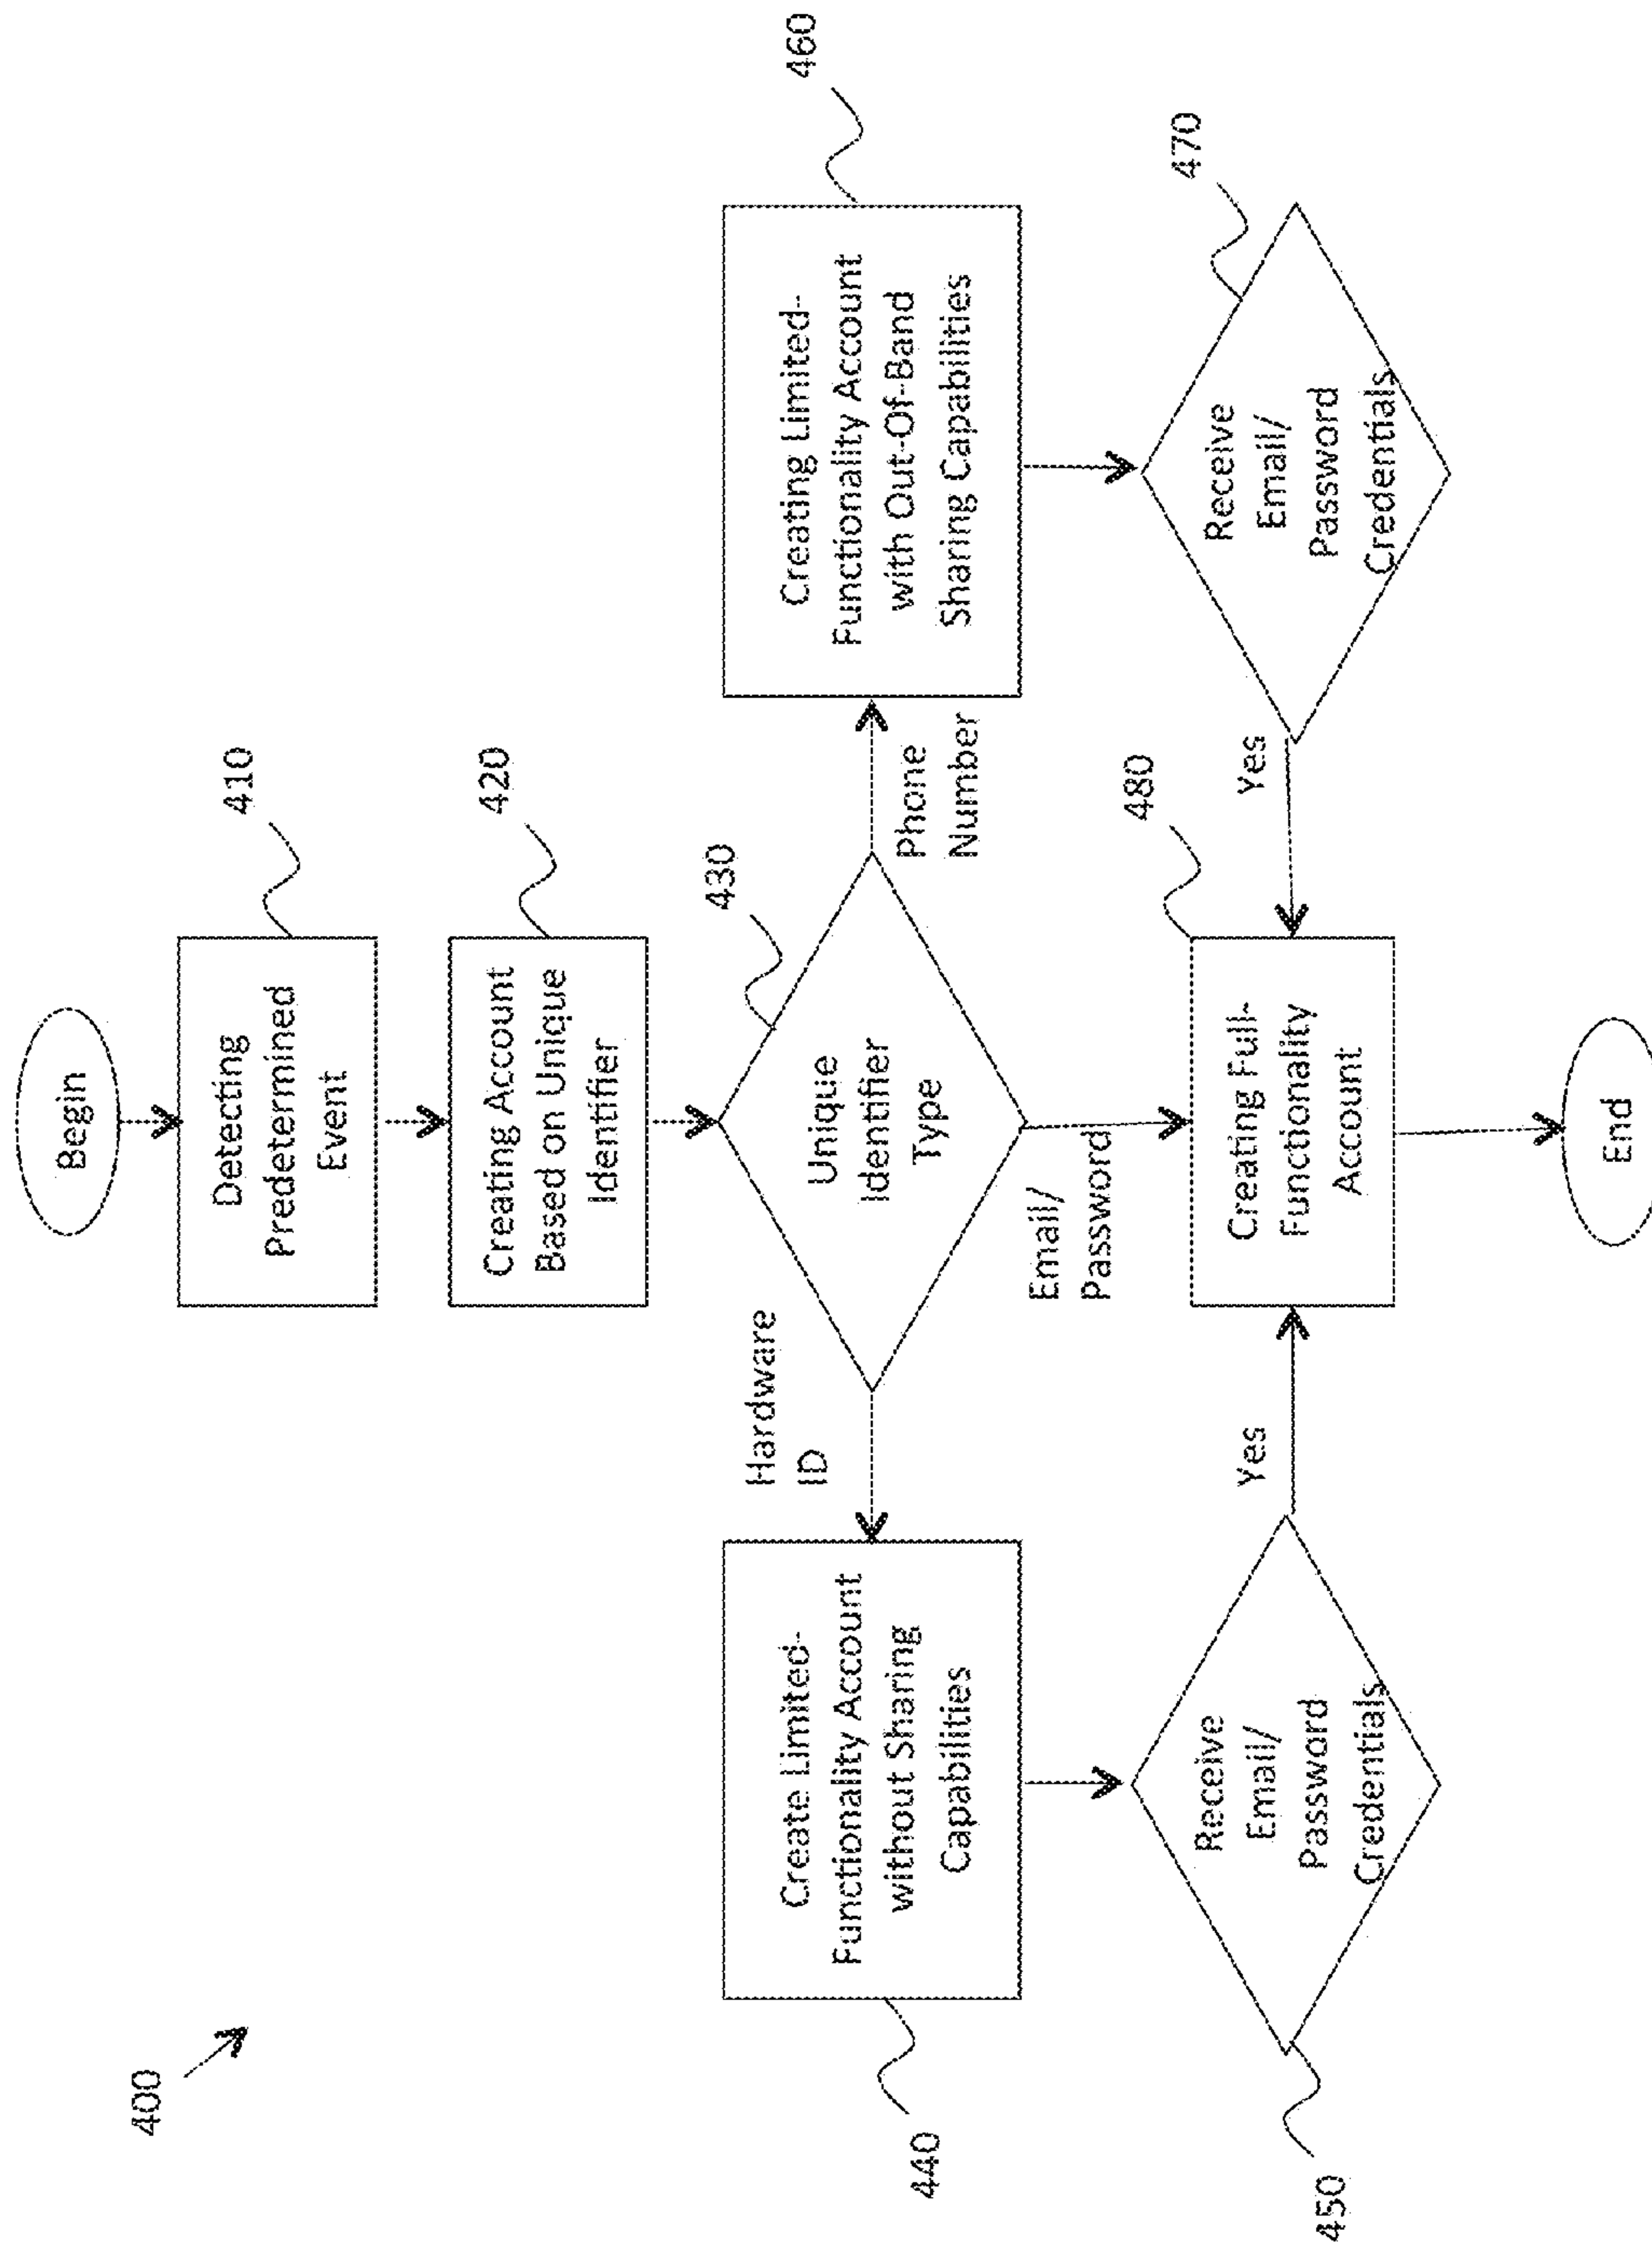 400
Begin
Detecting
Predetermined
Event
410
Creating Account
Based on Unique
Identifier
420
Unique
Identifier
Type
430
Hardware
ID
Phone
Number
Email/
Password
Create Limited-
Functionality Account
without Sharing
Capabilities
440
Creating Limited-
Functionality Account
with Out-Of-Band
Sharing Capabilities
460
Receive
Email/
Password
Credentials
450
Yes
Creating Full-
Functionality
Account
480
Yes
Receive
Email/
Password
Credentials
470
End